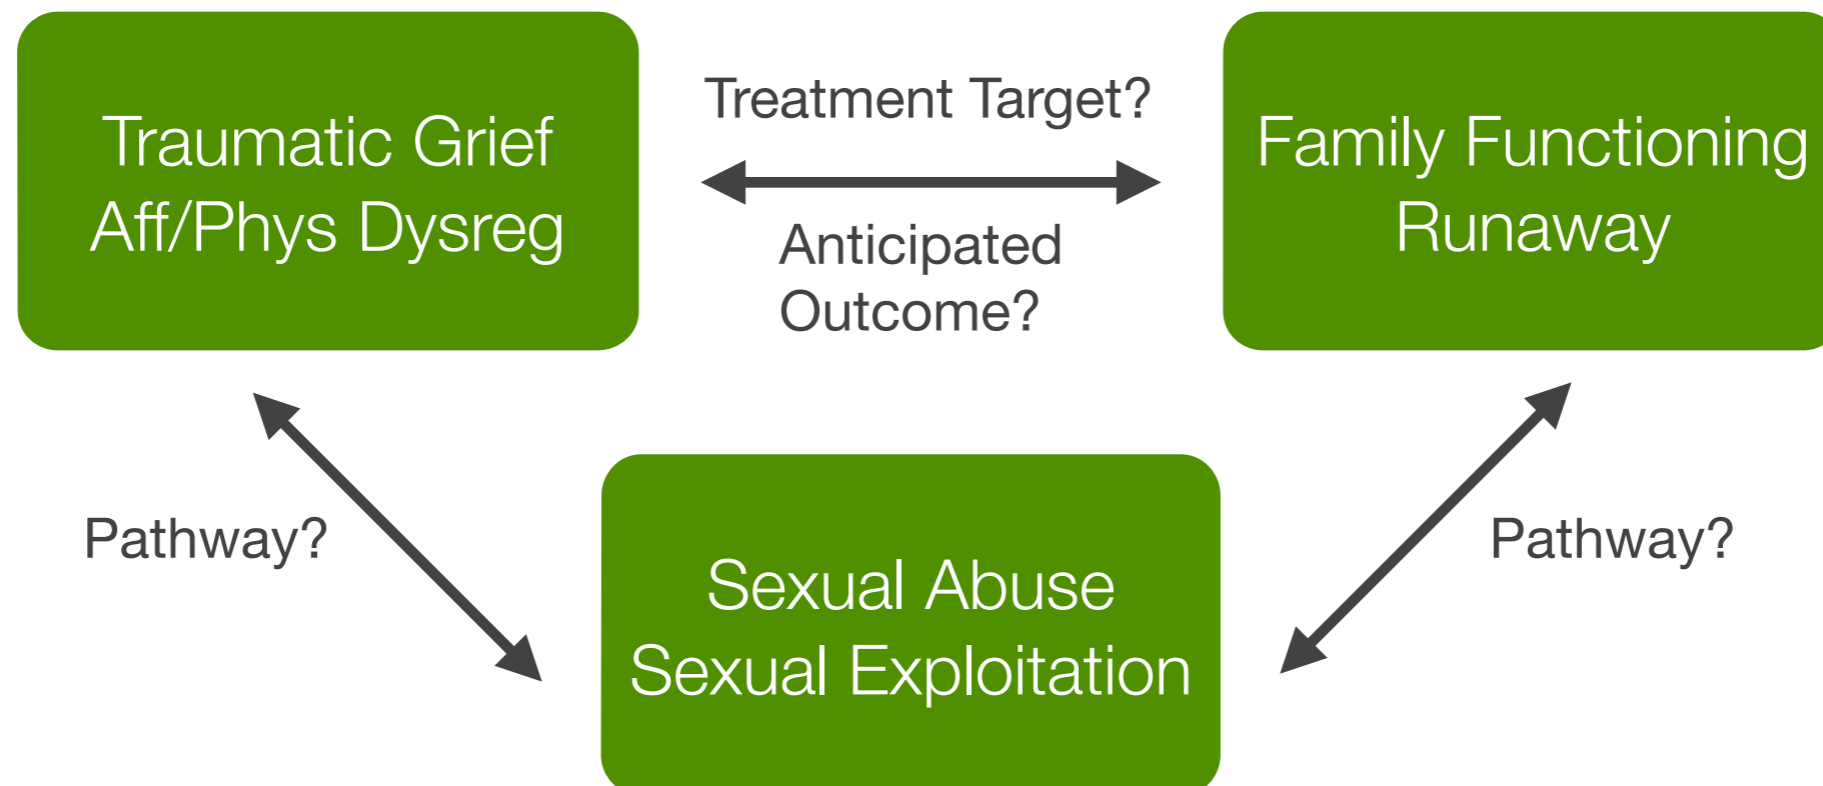 Traumatic Grief
Aff/Phys Dysreg
Treatment Target?
Anticipated
Outcome?
Family Functioning
Runaway
Pathway?
Sexual Abuse
Sexual Exploitation
Pathway?